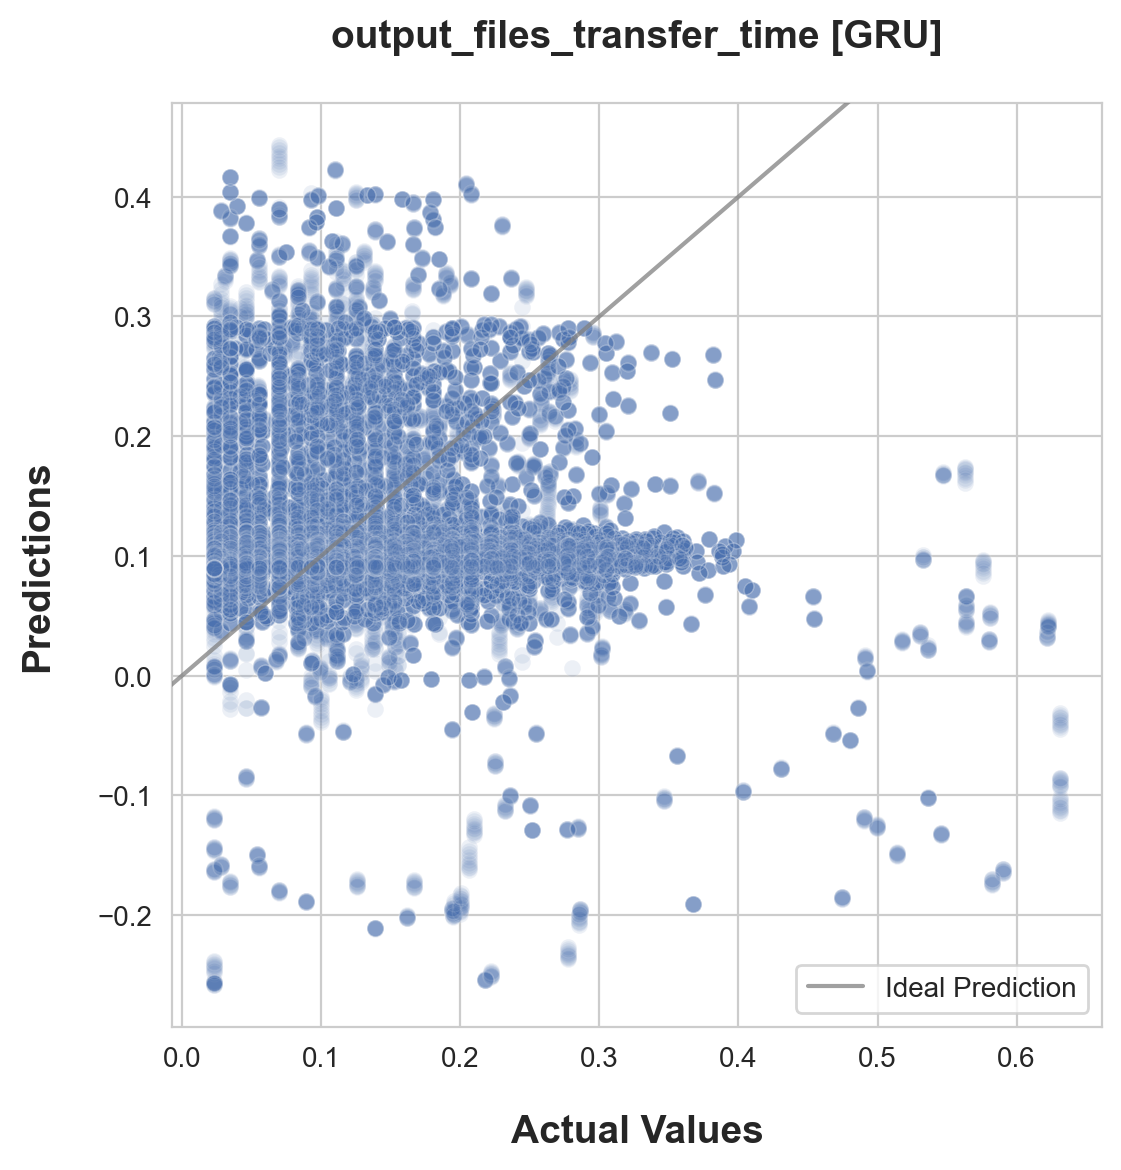 output_files_transfer_time [GRU]
Predictions
0.4
0.3
0.2
0.1
0.0
−0.1
−0.2
Ideal Prediction
0.0 0.1 0.2 0.3 0.4 0.5 0.6
Actual Values